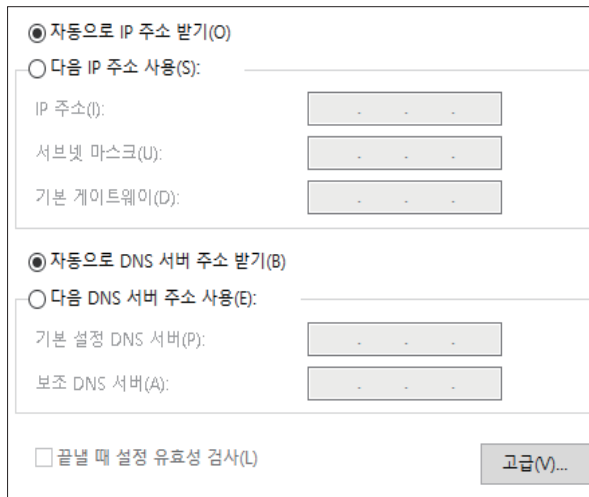 자동으로 IP 주소 받기(O)
다음 IP 주소 사용(S):
IP 주소(I):
서브넷 마스크(U):
기본 게이트웨이(D):
자동으로 DNS 서버 주소 받기(B)
다음 DNS 서버 주소 사용(E):
기본 설정 DNS 서버(P):
보조 DNS 서버(A):
끝낼 때 설정 유효성 검사(L)
고급(V)...